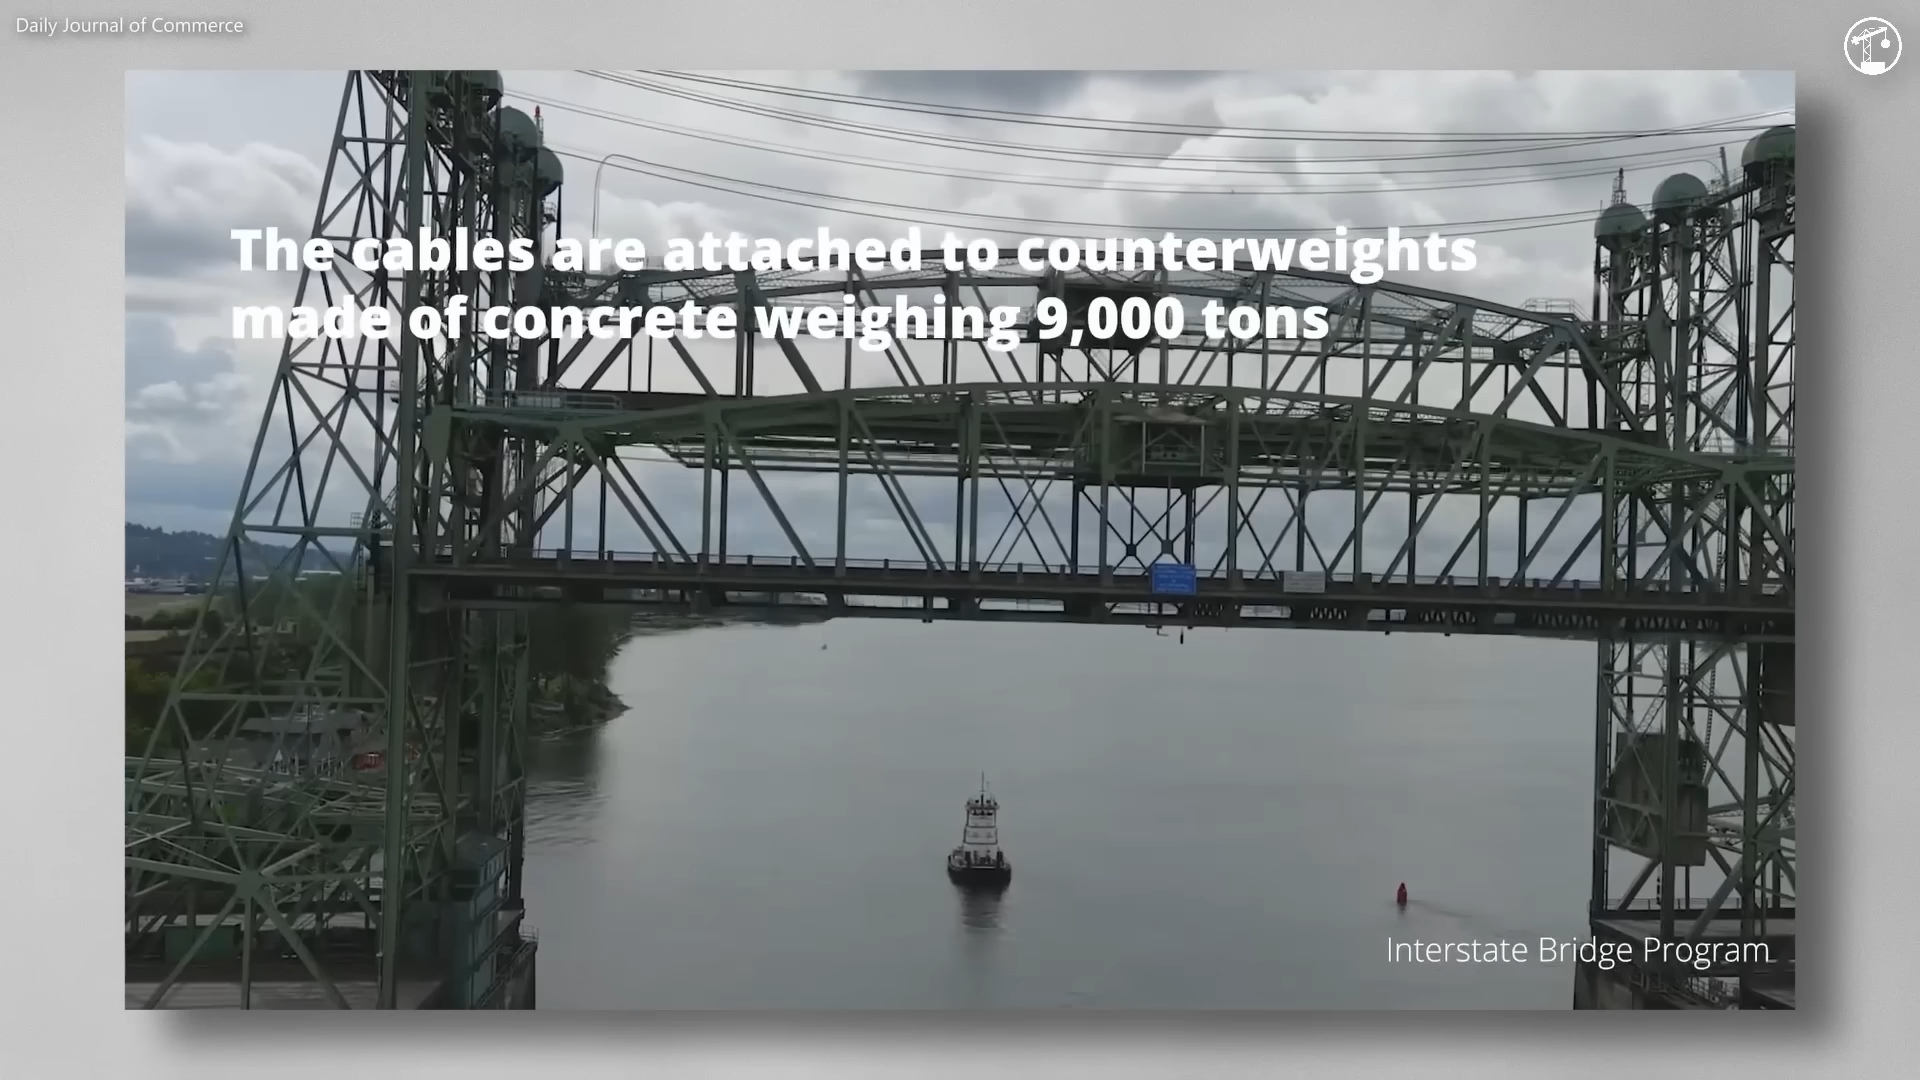 Daily Journal of Commerce
The cables are attached to counterweights
made of concrete weighing 9,000 tons
Interstate Bridge Program